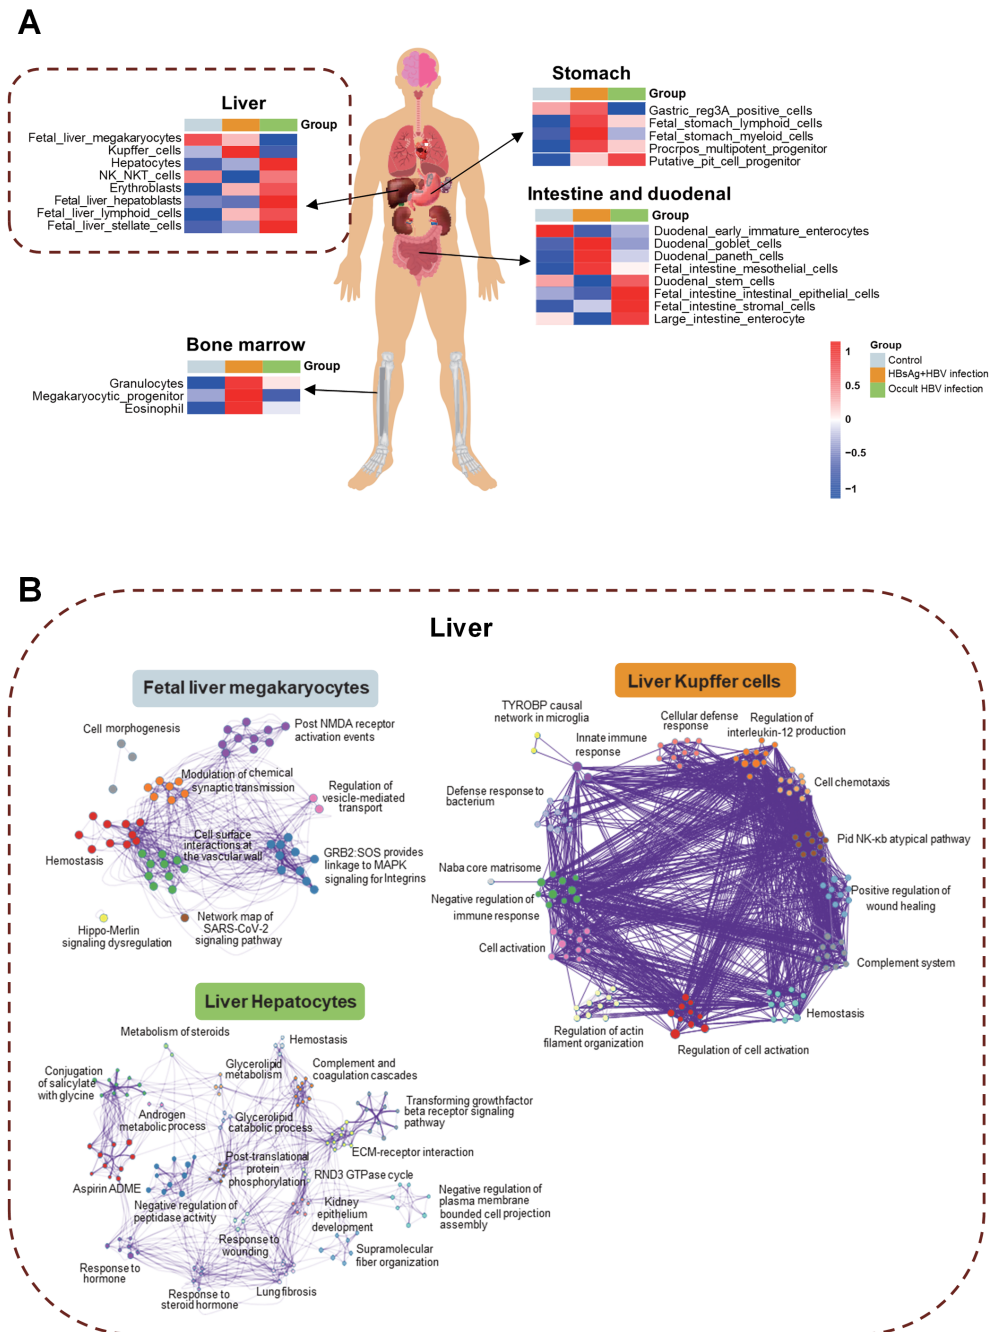 A
Liver
Group
Fetal_liver_megakaryocytes
Kupffer_cells
Hepatocytes
NK_NKT_cells
Erythroblasts
Fetal_liver_hepatoblasts
Fetal_liver_lymphoid_cells
Fetal_liver_stellate_cells
Stomach
Group
Gastric_reg3A_positive_cells
Fetal_stomach_lymphoid_cells
Fetal_stomach_myeloid_cells
Procrpos_multipotent_progenitor
Putative_pit_cell_progenitor
Intestine and duodenal
Group
Duodenal_early_immature_enterocytes
Duodenal_goblet_cells
Duodenal_paneth_cells
Fetal_intestine_mesothelial_cells
Duodenal_stem_cells
Fetal_intestine_intestinal_epithelial_cells
Fetal_intestine_stromal_cells
Large_intestine_enterocyte
Bone marrow
Group
Granulocytes
Megakaryocytic_progenitor
Eosinophil
1
0.5
0
−0.5
−1
Group
Control
HBsAg+HBV infection
Occult HBV infection
B
Liver
Fetal liver megakaryocytes
Cell morphogenesis
Post NMDA receptor
activation events
Modulation of chemical
synaptic transmission
Regulation of
vesicle-mediated
transport
Cell surface
interactions at
the vascular wall
Hemostasis
GRB2:SOS provides
linkage to MAPK
signaling for Integrins
Hippo-Merlin
signaling dysregulation
Network map of
SARS-CoV-2
signaling pathway
Liver Kupffer cells
TYROBP causal
network in microglia
Innate immune
response
Cellular defense
response
Regulation of
interleukin-12 production
Cell chemotaxis
Defense response to
bacterium
Pid NK-κb atypical pathway
Naba core matrisome
Negative regulation of
immune response
Positive regulation of
wound healing
Cell activation
Complement system
Hemostasis
Regulation of actin
filament organization
Regulation of cell activation
Liver Hepatocytes
Metabolism of steroids
Hemostasis
Conjugation
of salicylate
with glycine
Glycerolipid
metabolism
Complement and
coagulation cascades
Androgen
metabolic process
Glycerolipid
catabolic process
Transforming growthfactor
beta receptor signaling
pathway
ECM-receptor interaction
Post-translational
protein
phosphorylation
RND3 GTPase cycle
Aspirin ADME
Negative regulation of
peptidase activity
Kidney
epithelium
development
Negative regulation of
plasma membrane
bounded cell projection
assembly
Response to
wounding
Supramolecular
fiber organization
Response to
hormone
Response to
steroid hormone
Lung fibrosis